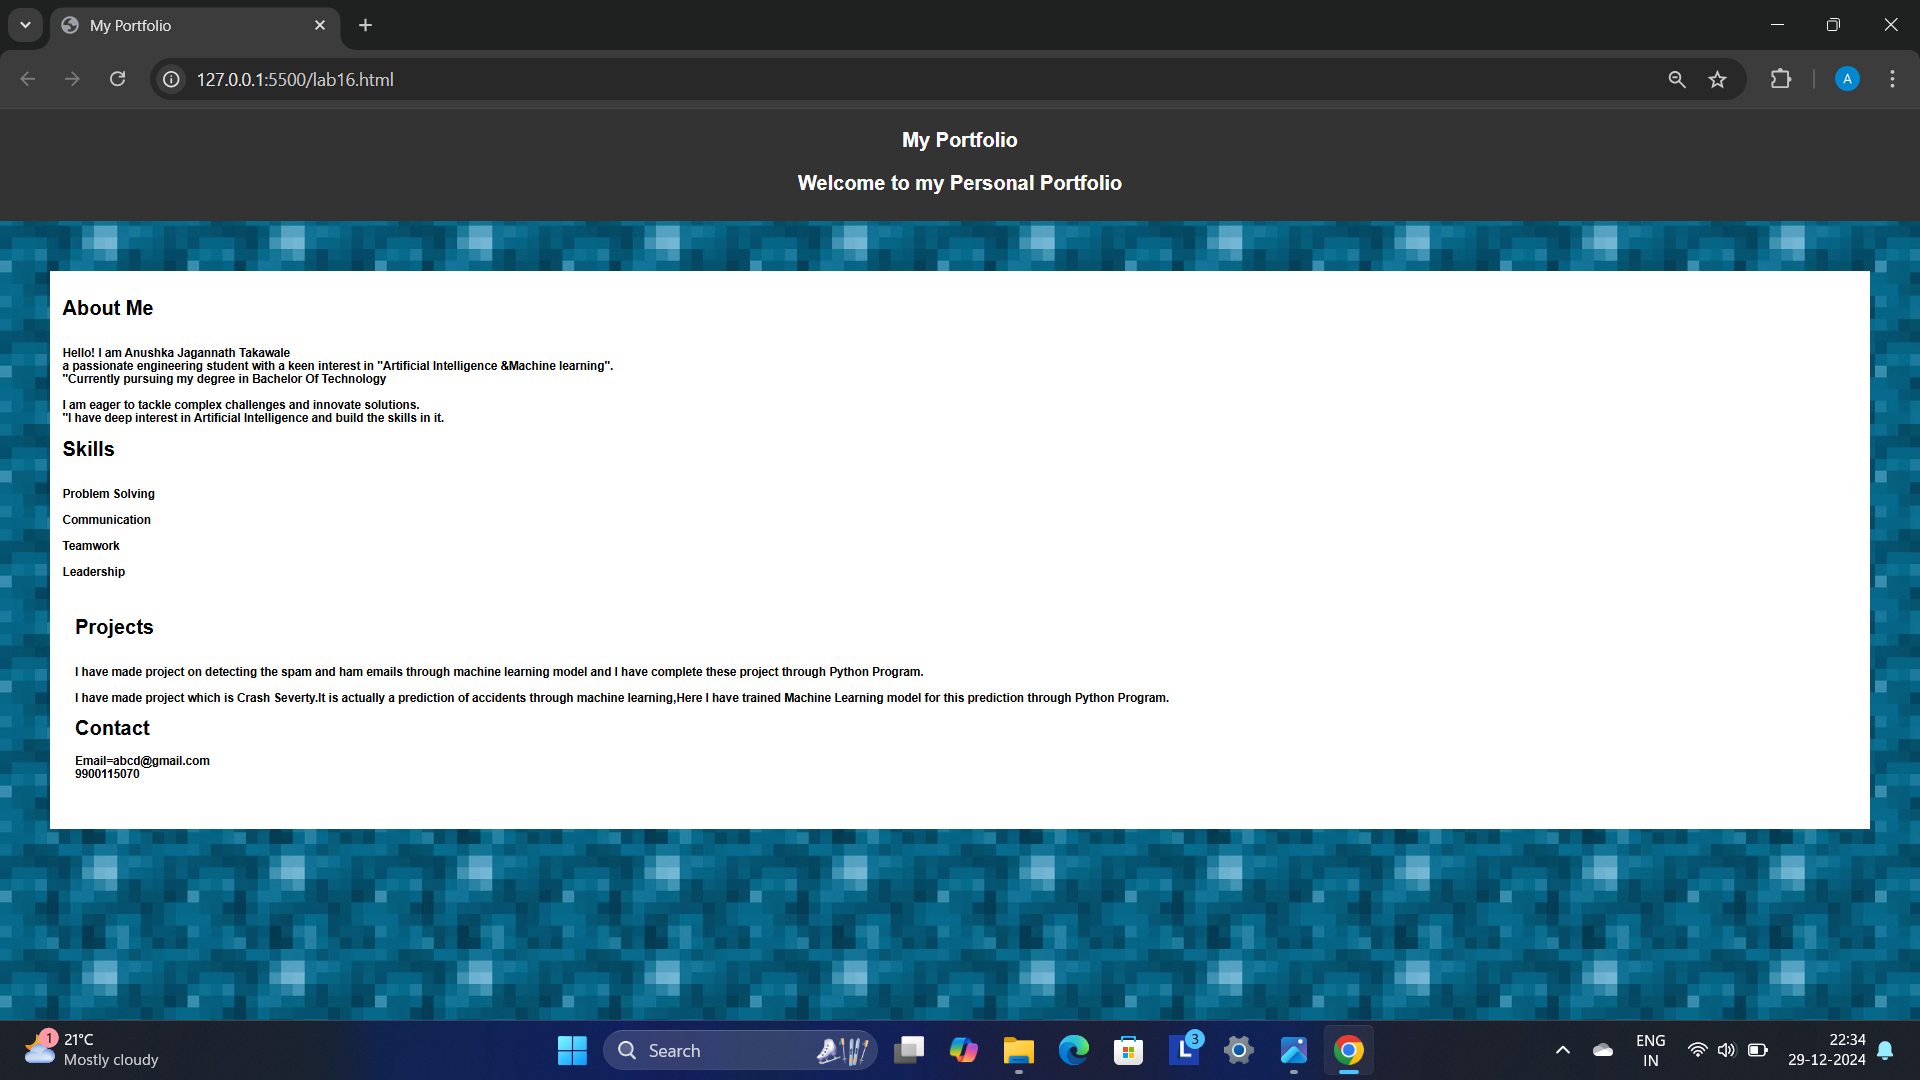 My Portfolio
127.0.0.1:5500/lab16.html
A
My Portfolio
Welcome to my Personal Portfolio
About Me
Hello! I am Anushka Jagannath Takawale
a passionate engineering student with a keen interest in "Artificial Intelligence &Machine learning".
"Currently pursuing my degree in Bachelor Of Technology
I am eager to tackle complex challenges and innovate solutions.
"I have deep interest in Artificial Intelligence and build the skills in it.
Skills
Problem Solving
Communication
Teamwork
Leadership
Projects
I have made project on detecting the spam and ham emails through machine learning model and I have complete these project through Python Program.
I have made project which is Crash Severty.It is actually a prediction of accidents through machine learning,Here I have trained Machine Learning model for this prediction through Python Program.
Contact
Email=abcd@gmail.com
9900115070
1
21°C
Mostly cloudy
Search
L
3
ENG
IN
22:34
29-12-2024